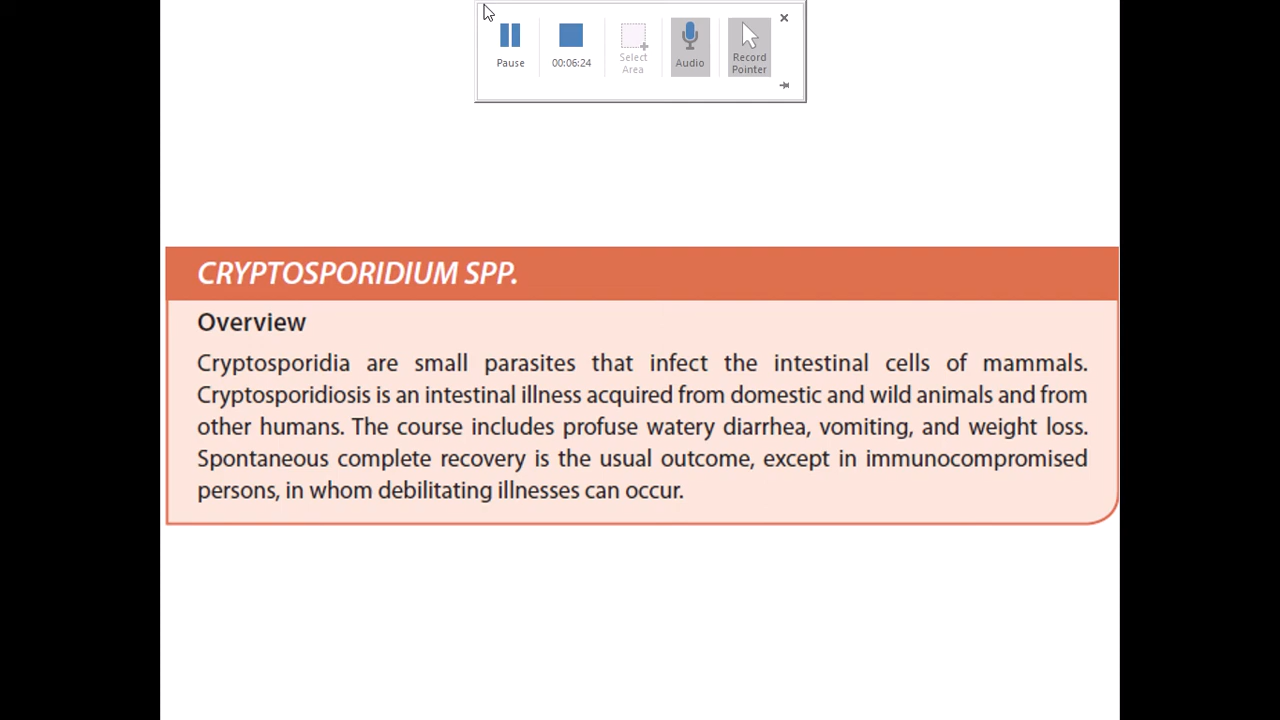 Pause
00:06:24
Select
Area
Audio
Record
Pointer
CRYPTOSPORIDIUM SPP.
Overview
Cryptosporidia are small parasites that infect the intestinal cells of mammals.
Cryptosporidiosis is an intestinal illness acquired from domestic and wild animals and from
other humans. The course includes profuse watery diarrhea, vomiting, and weight loss.
Spontaneous complete recovery is the usual outcome, except in immunocompromised
persons, in whom debilitating illnesses can occur.